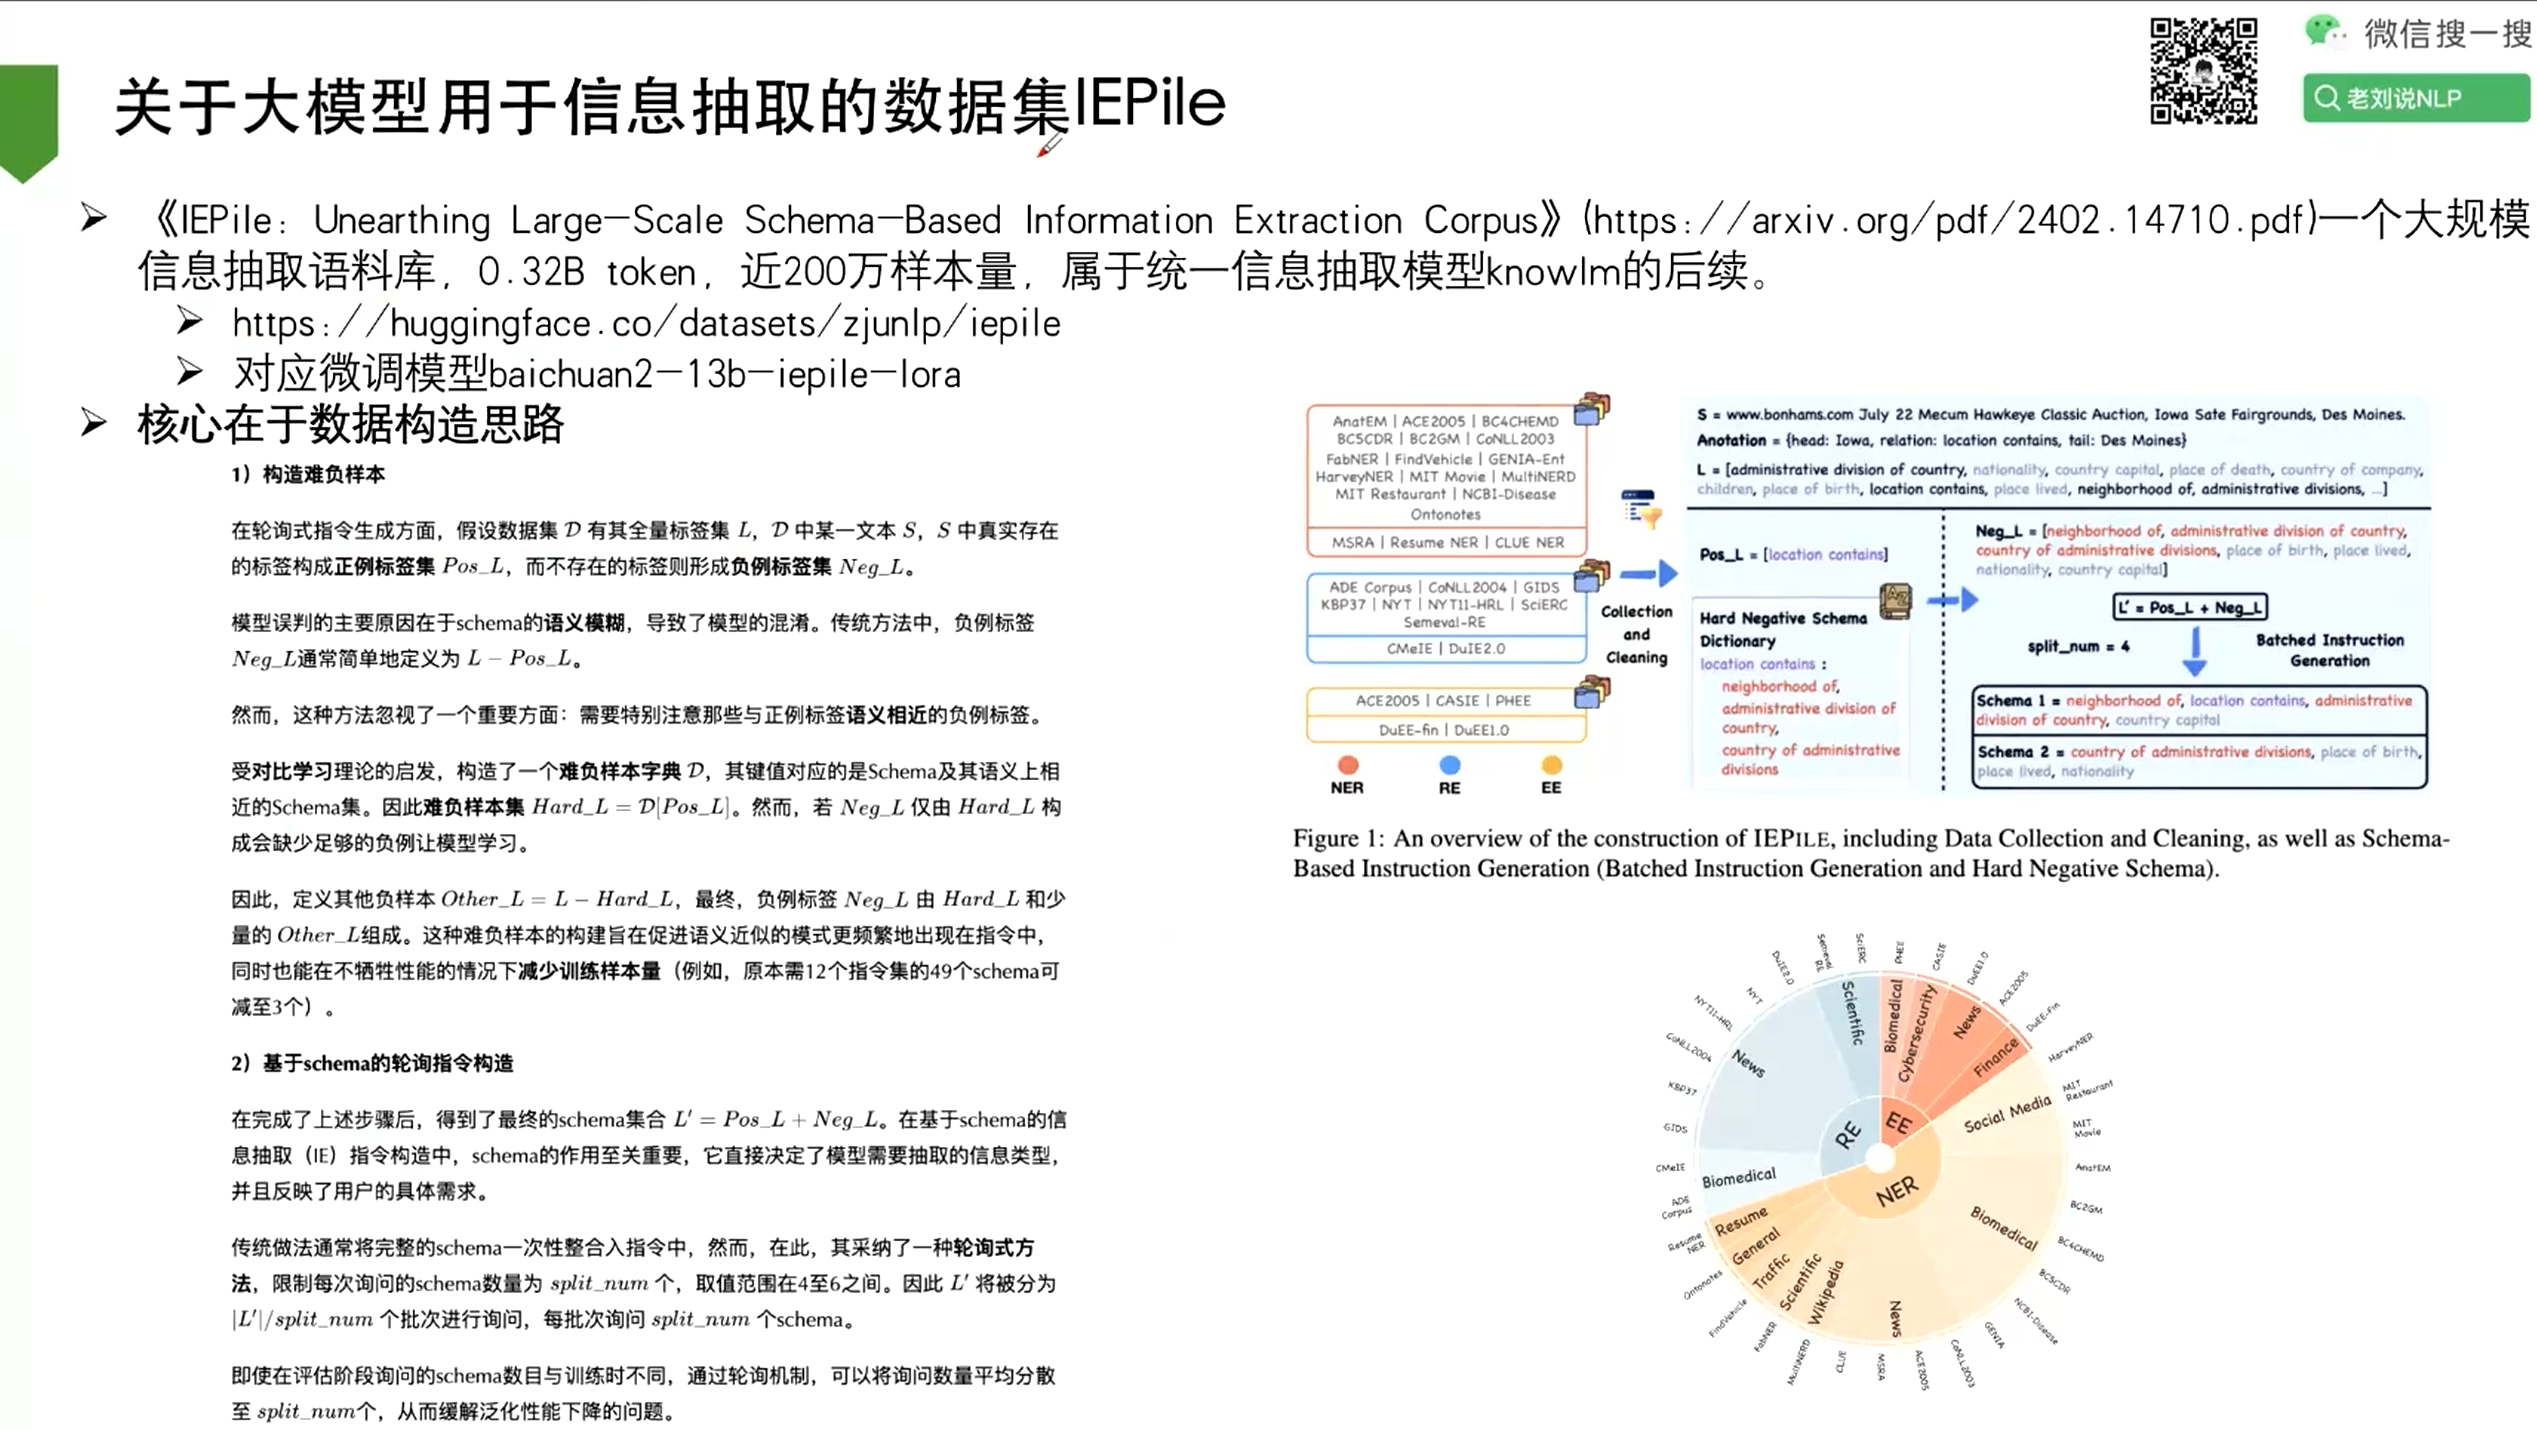 微信搜一搜
老刘说NLP
关于大模型用于信息抽取的数据集IEPile
《IEPile: Unearthing Large-Scale Schema-Based Information Extraction Corpus》(https://arxiv.org/pdf/2402.14710.pdf)一个大规模
信息抽取语料库，0.32B token，近200万样本量，属于统一信息抽取模型knowlm的后续。
https://huggingface.co/datasets/zjunlp/iepile
对应微调模型baichuan2-13b-iepile-lora
核心在于数据构造思路
1）构造难负样本
在轮询式指令生成方面，假设数据集 D 有其全量标签集 L，D 中某一文本 S，S 中真实存在
的标签构成正例标签集 Pos_L，而不存在的标签则形成负例标签集 Neg_L。
模型误判的主要原因在于schema的语义模糊，导致了模型的混淆。传统方法中，负例标签
Neg_L通常简单地定义为 L − Pos_L。
然而，这种方法忽视了一个重要方面：需要特别注意那些与正例标签语义相近的负例标签。
受对比学习理论的启发，构造了一个难负样本字典 D，其键值对应的是Schema及其语义上相
近的Schema集。因此难负样本集 Hard_L = D[Pos_L]。然而，若 Neg_L 仅由 Hard_L 构
成会缺少足够的负例让模型学习。
因此，定义其他负样本 Other_L = L − Hard_L，最终，负例标签 Neg_L 由 Hard_L 和少
量的 Other_L组成。这种难负样本的构建旨在促进语义近似的模式更频繁地出现在指令中，
同时也能在不牺牲性能的情况下减少训练样本量（例如，原本需12个指令集的49个schema可
减至3个）。
2）基于schema的轮询指令构造
在完成了上述步骤后，得到了最终的schema集合 L′ = Pos_L + Neg_L。在基于schema的信
息抽取（IE）指令构造中，schema的作用至关重要，它直接决定了模型需要抽取的信息类型，
并且反映了用户的具体需求。
传统做法通常将完整的schema一次性整合入指令中，然而，在此，其采纳了一种轮询式方
法，限制每次询问的schema数量为 split_num 个，取值范围在4至6之间。因此 L′ 将被分为
|L′|/split_num 个批次进行询问，每批次询问 split_num 个schema。
即使在评估阶段询问的schema数目与训练时不同，通过轮询机制，可以将询问数量平均分散
至 split_num个，从而缓解泛化性能下降的问题。
AnatEM | ACE2005 | BC4CHEMD
BC5CDR | BC2GM | CoNLL2003
FabNER | FindVehicle | GENIA-Ent
HarveyNER | MIT Movie | MultiNERD
MIT Restaurant | NCBI-Disease
Ontonotes
MSRA | Resume NER | CLUE NER
ADE Corpus | CoNLL2004 | GIDS
KBP37 | NYT | NYT11-HRL | SciERC
Semeval-RE
CMeIE | DuIE2.0
ACE2005 | CASIE | PHEE
DuEE-fin | DuEE1.0
NER
RE
EE
Collection
and
Cleaning
S = www.bonhams.com July 22 Mecum Hawkeye Classic Auction, Iowa Sate Fairgrounds, Des Moines.
Anotation = {head: Iowa, relation: location contains, tail: Des Moines}
L = [administrative division of country, nationality, country capital, place of death, country of company,
children, place of birth, location contains, place lived, neighborhood of, administrative divisions, ...]
Pos_L = [location contains]
Hard Negative Schema
Dictionary
location contains :
neighborhood of,
administrative division of
country,
country of administrative
divisions
Neg_L = [neighborhood of, administrative division of country,
country of administrative divisions, place of birth, place lived,
nationality, country capital]
L′ = Pos_L + Neg_L
split_num = 4
Batched Instruction
Generation
Schema 1 = neighborhood of, location contains, administrative
division of country, country capital
Schema 2 = country of administrative divisions, place of birth,
place lived, nationality
Figure 1: An overview of the construction of IEPILE, including Data Collection and Cleaning, as well as Schema-
Based Instruction Generation (Batched Instruction Generation and Hard Negative Schema).
RE
EE
NER
Scientific
News
Biomedical
Biomedical
Cybersecurity
News
Finance
Social Media
Biomedical
News
Wikipedia
Scientific
Traffic
General
Resume
SciERC
PHEE
CASIE
DuEE1.0
ACE2005
DuEE-Fin
HarveyNER
MIT
Restaurant
MIT
Movie
AnatEM
BC2GM
BC4CHEMD
BC5CDR
NCBI-Disease
GENIA
CoNLL2003
ACE2005
MSRA
CLUE
MultiNERD
FabNER
FindVehicle
Ontonotes
Resume
NER
ADE
Corpus
CMeIE
GIDS
KBP37
CoNLL2004
NYT11-HRL
NYT
DuIE2.0
Semeval
RE